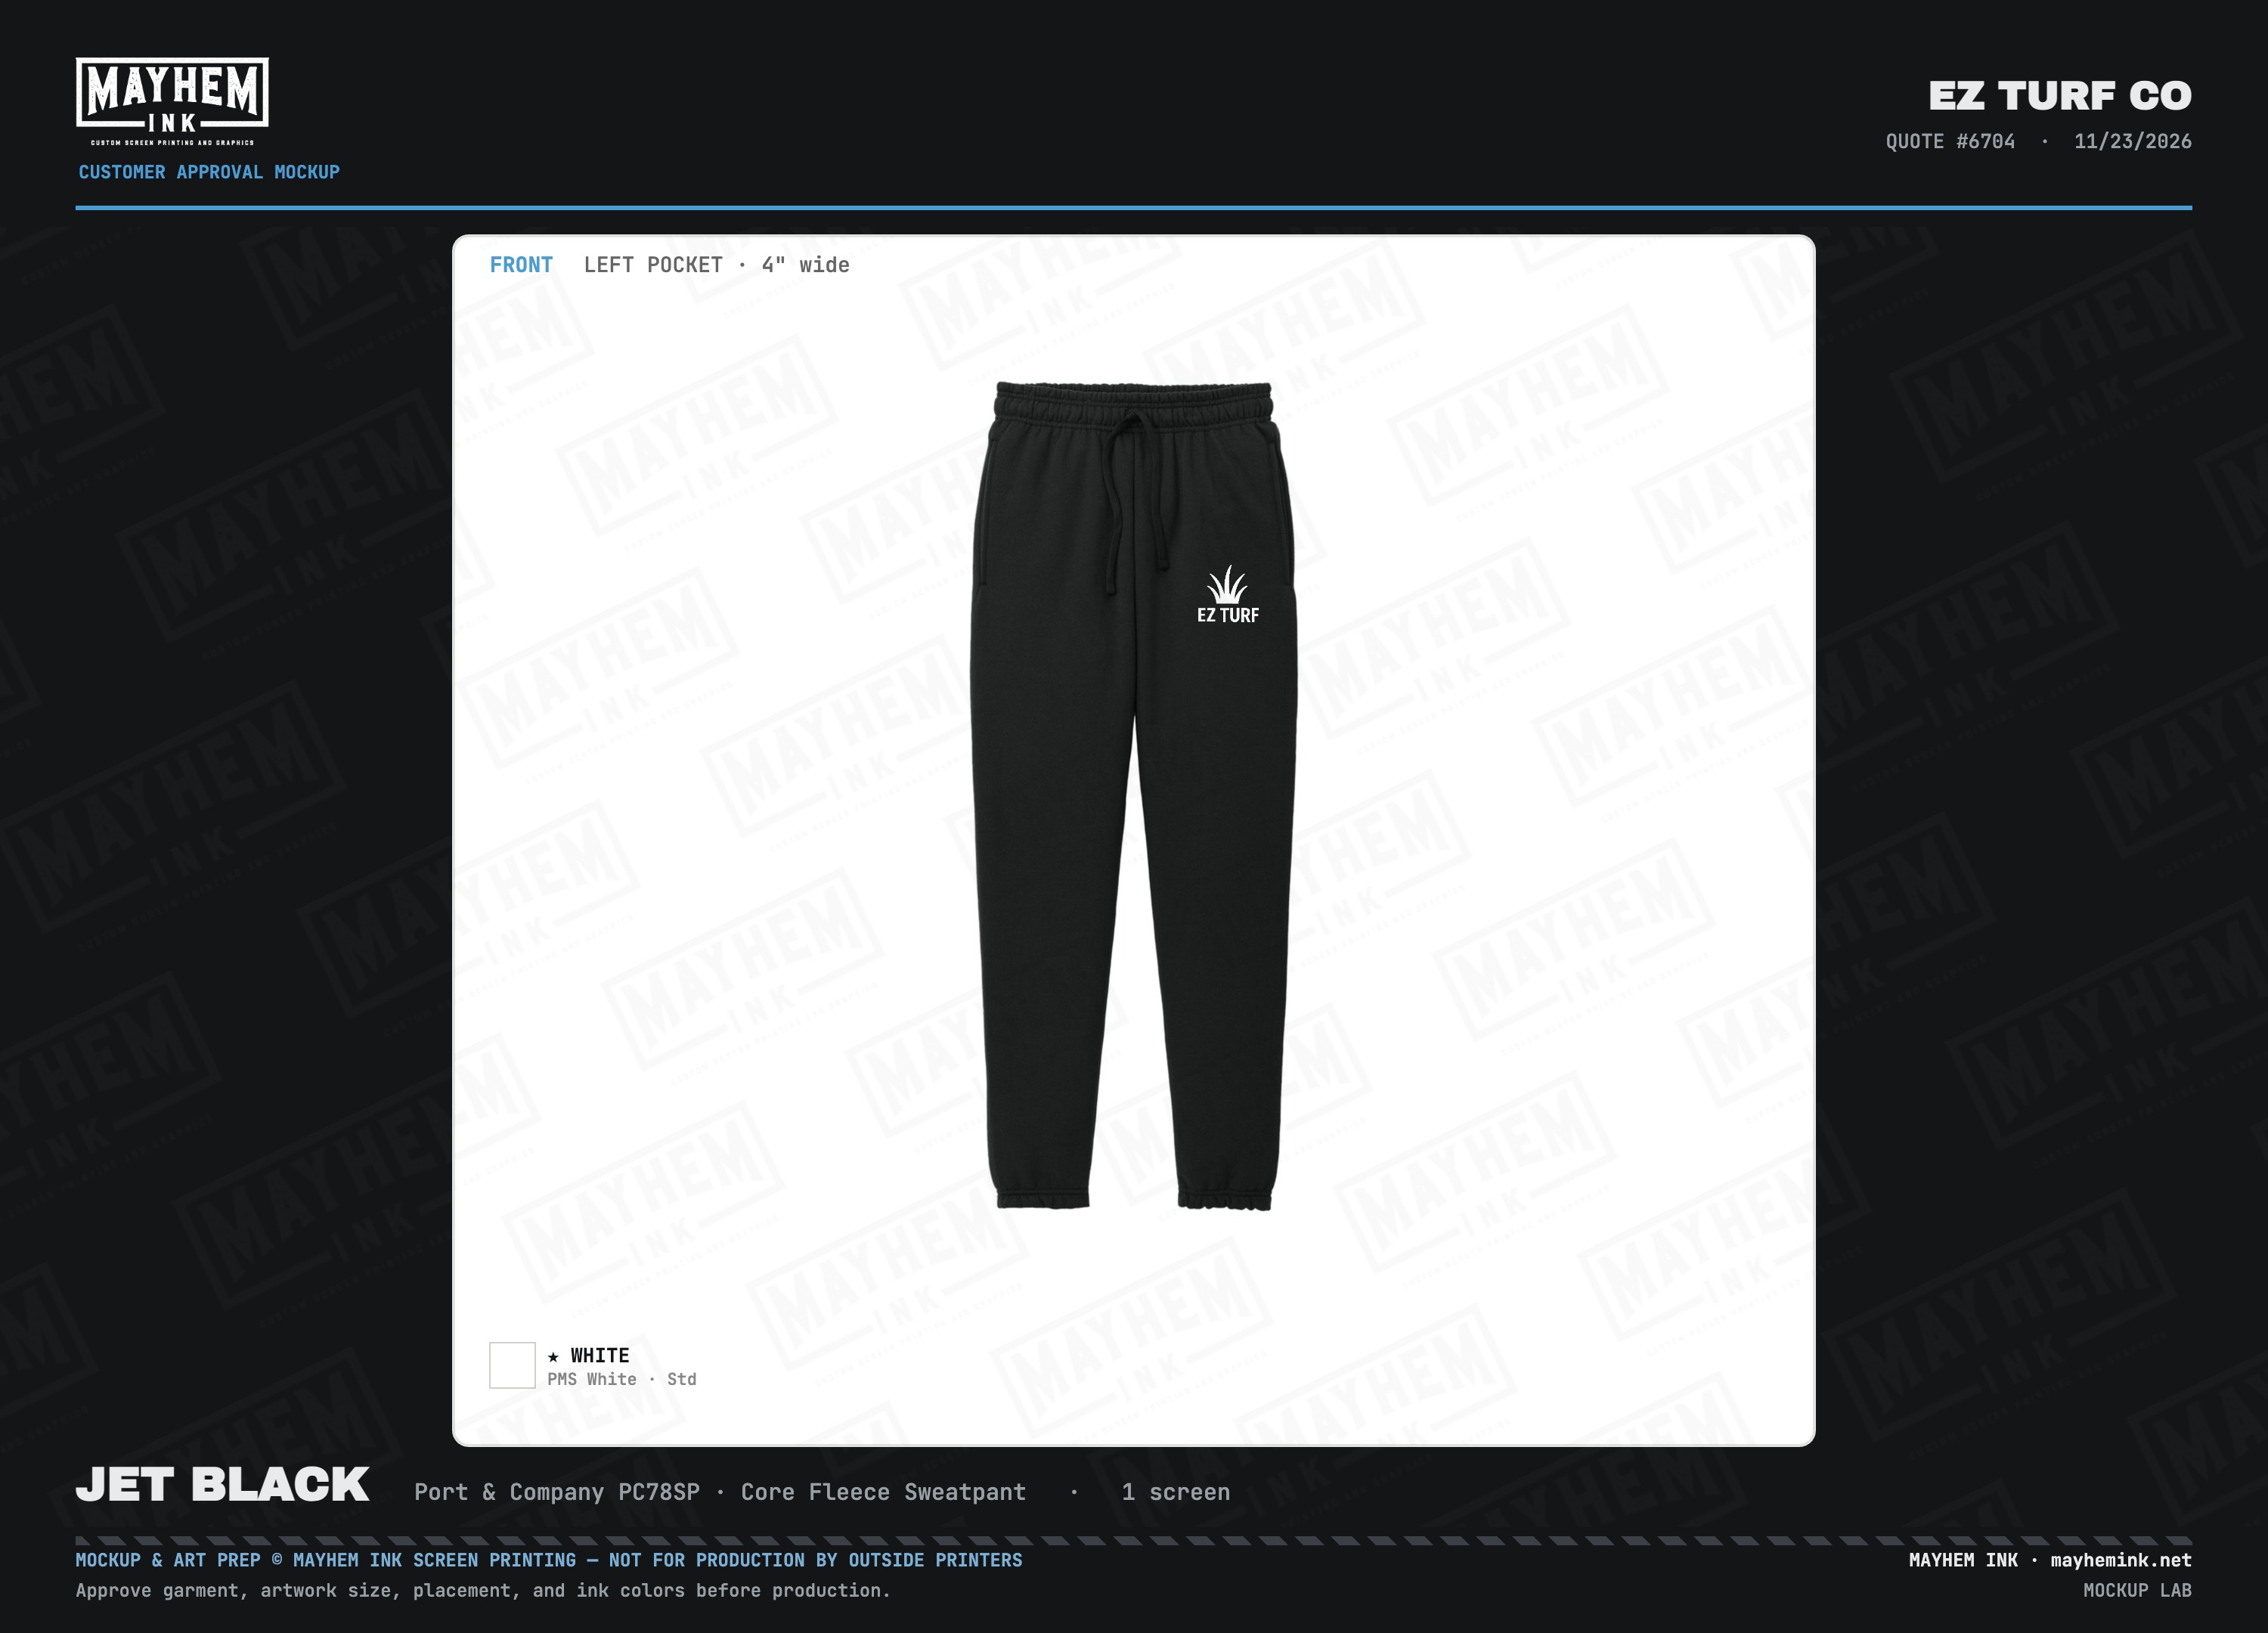 MAYHEM
INK
CUSTOM SCREEN PRINTING AND GRAPHICS
CUSTOMER APPROVAL MOCKUP
EZ TURF CO
QUOTE #6704 · 11/23/2026
FRONT LEFT POCKET · 4" wide
EZ TURF
★ WHITE
PMS White · Std
JET BLACK Port & Company PC78SP · Core Fleece Sweatpant · 1 screen
MOCKUP & ART PREP © MAYHEM INK SCREEN PRINTING — NOT FOR PRODUCTION BY OUTSIDE PRINTERS
MAYHEM INK · mayhemink.net
Approve garment, artwork size, placement, and ink colors before production.
MOCKUP LAB